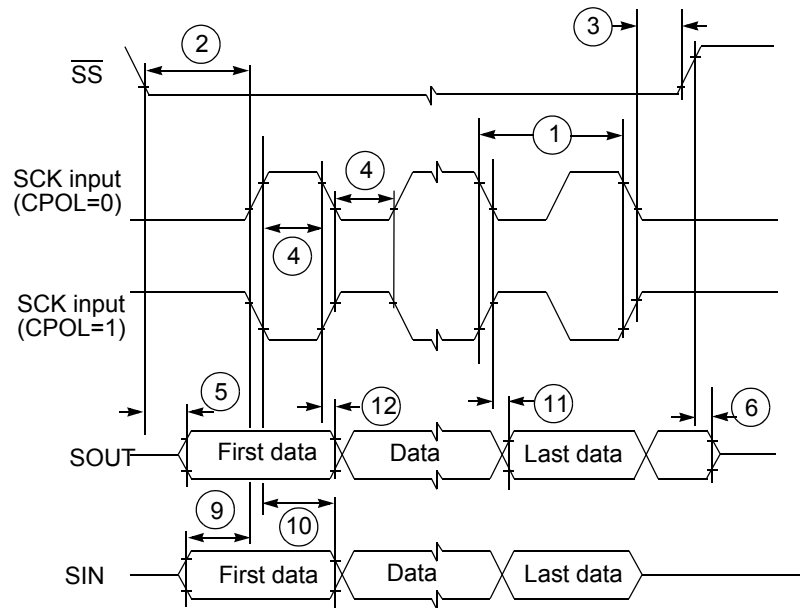 2
3
SS
1
SCK input
(CPOL=0)
4
4
SCK input
(CPOL=1)
5
12
11
6
SOUT
First data
Data
Last data
9
10
SIN
First data
Data
Last data